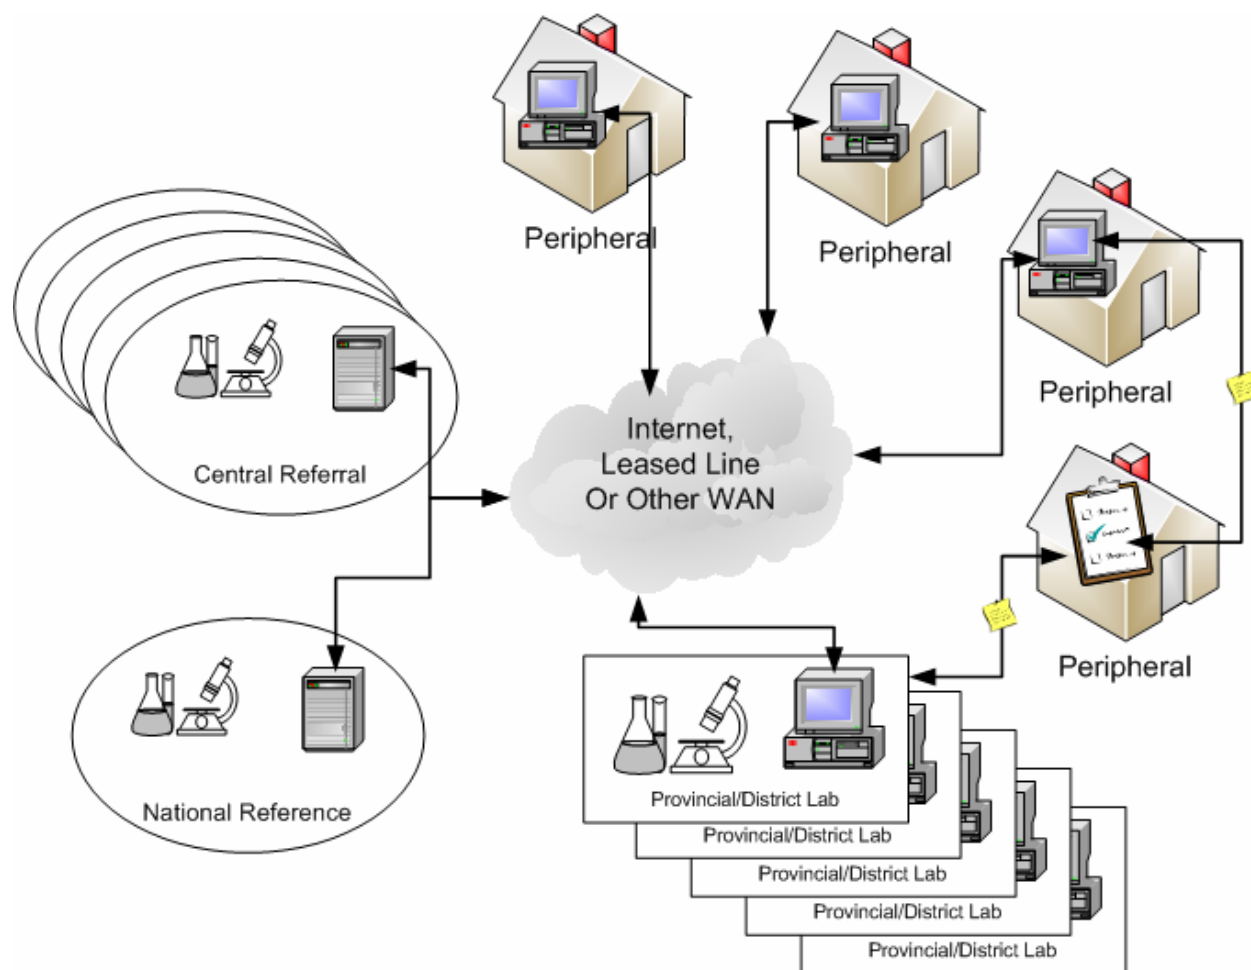 Peripheral
Peripheral
Peripheral
Internet,
Leased Line
Or Other WAN
Central Referral
Peripheral
National Reference
Provincial/District Lab
Provincial/District Lab
Provincial/District Lab
Provincial/District Lab
Provincial/District Lab